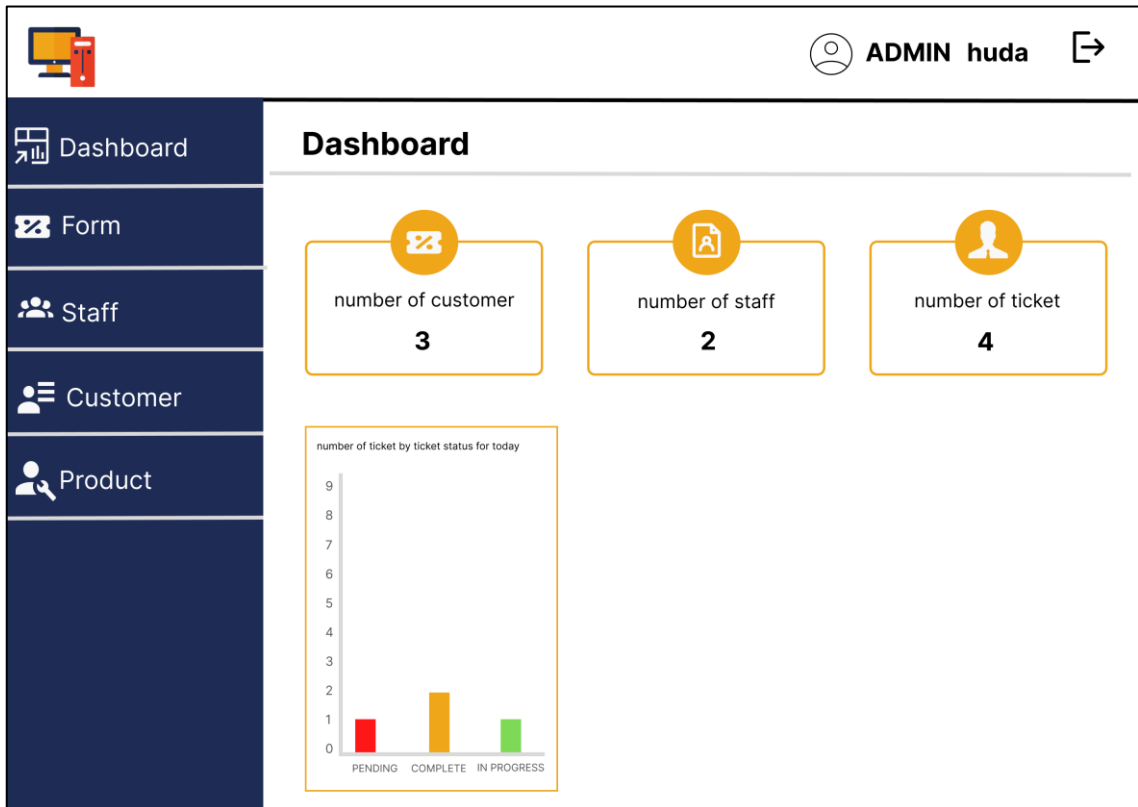 ADMIN huda
Dashboard
Form
Staff
Customer
Product
Dashboard
number of customer
3
number of staff
2
number of ticket
4
number of ticket by ticket status for today
9
8
7
6
5
4
3
2
1
0
PENDING COMPLETE IN PROGRESS